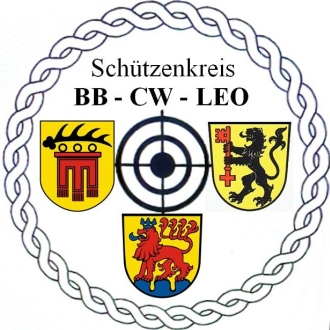 Schützenkreis
BB - CW - LEO